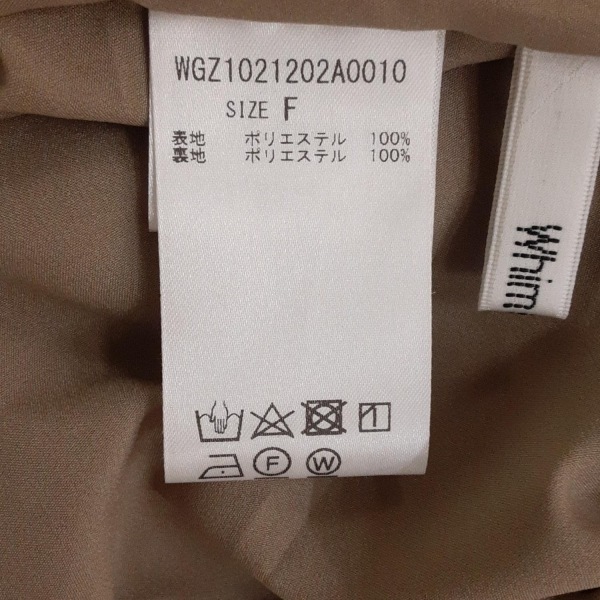 WGZ1021202A0010
SIZE F
表地 ポリエステル 100%
裏地 ポリエステル 100%
F
W